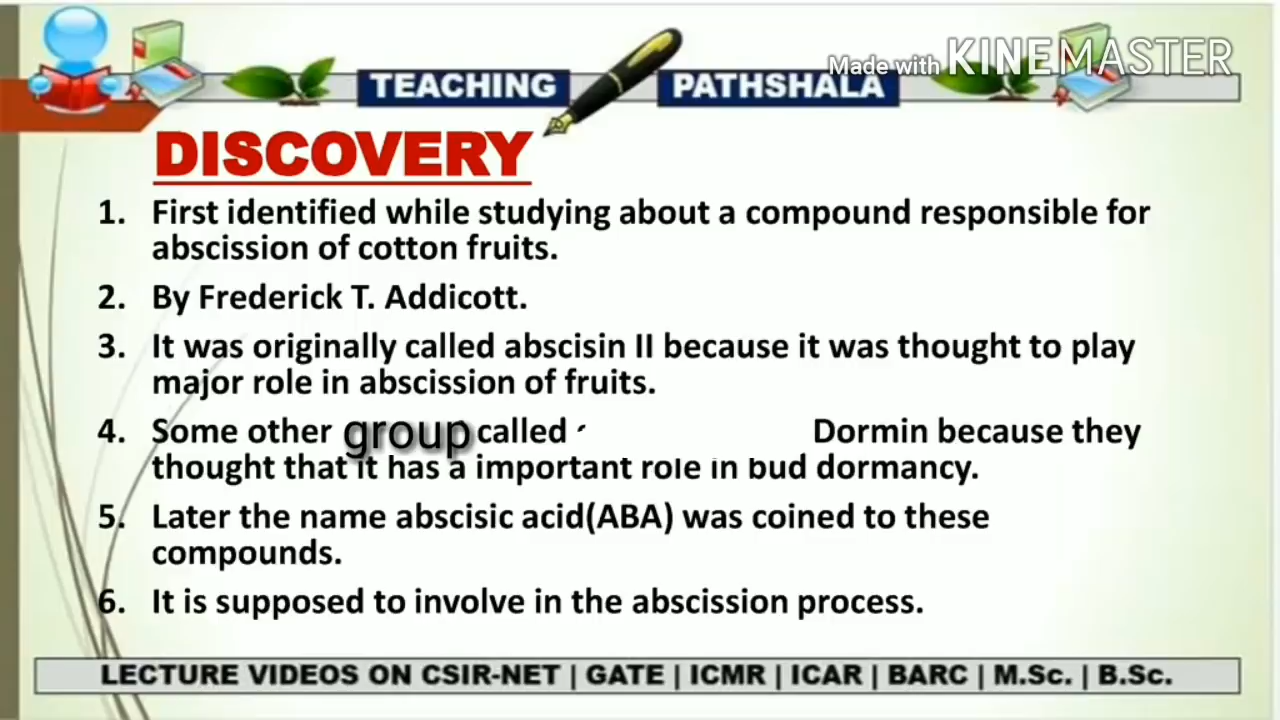 Made with KINEMASTER
TEACHING PATHSHALA
DISCOVERY
1. First identified while studying about a compound responsible for
abscission of cotton fruits.
2. By Frederick T. Addicott.
3. It was originally called abscisin II because it was thought to play
major role in abscission of fruits.
4. Some other group called Dormin because they
thought that it has a important role in bud dormancy.
5. Later the name abscisic acid(ABA) was coined to these
compounds.
6. It is supposed to involve in the abscission process.
LECTURE VIDEOS ON CSIR-NET | GATE | ICMR | ICAR | BARC | M.Sc. | B.Sc.